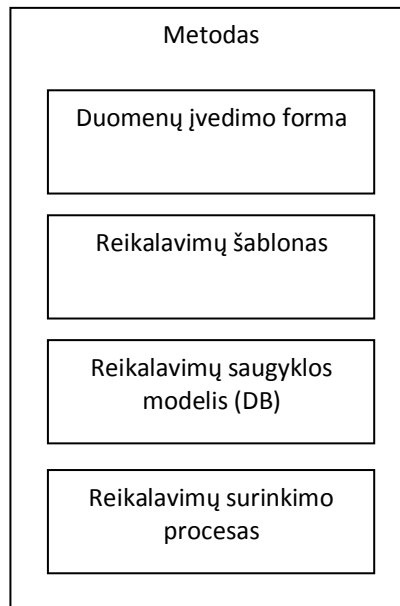 Metodas
Duomenų įvedimo forma
Reikalavimų šablonas
Reikalavimų saugyklos
modelis (DB)
Reikalavimų surinkimo
procesas